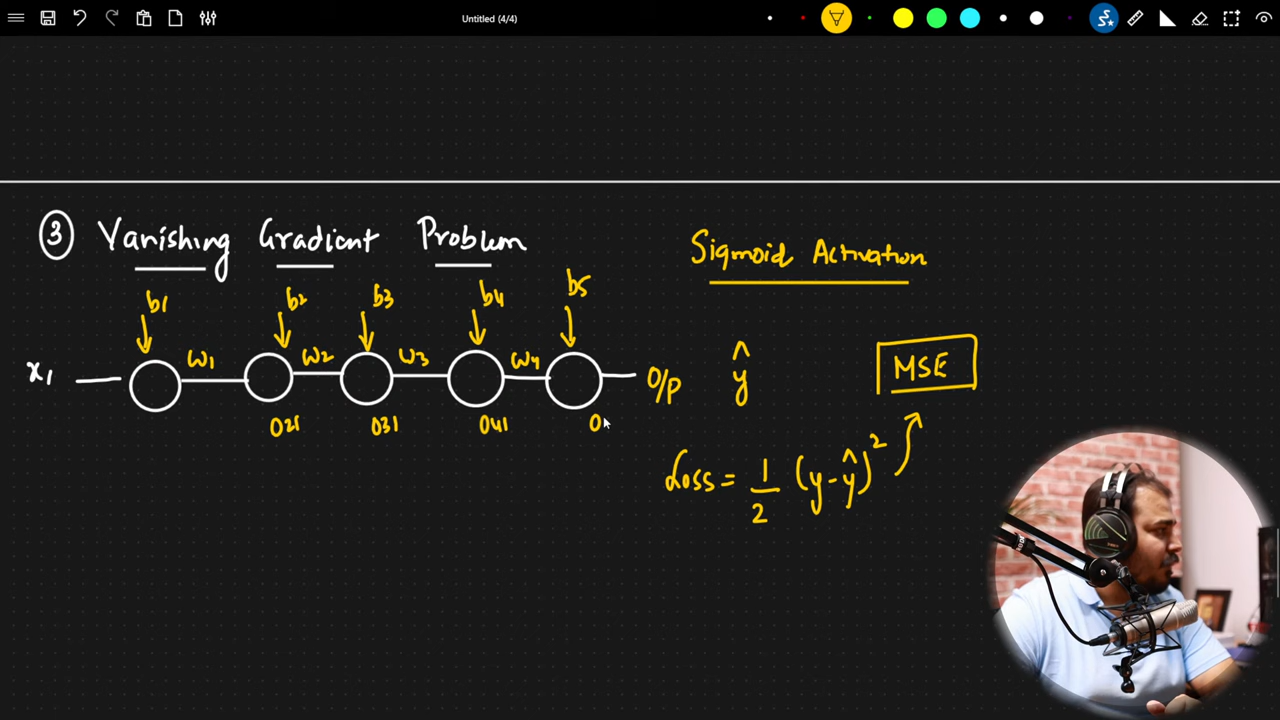 Untitled (4/4)
③ Vanishing Gradient Problem
Sigmoid Activation
b1 b2 b3 b4 b5
x1 w1 w2 w3 w4 O/P ŷ MSE
O21 O31 O41 O
Loss = 1/2 (y-ŷ)²